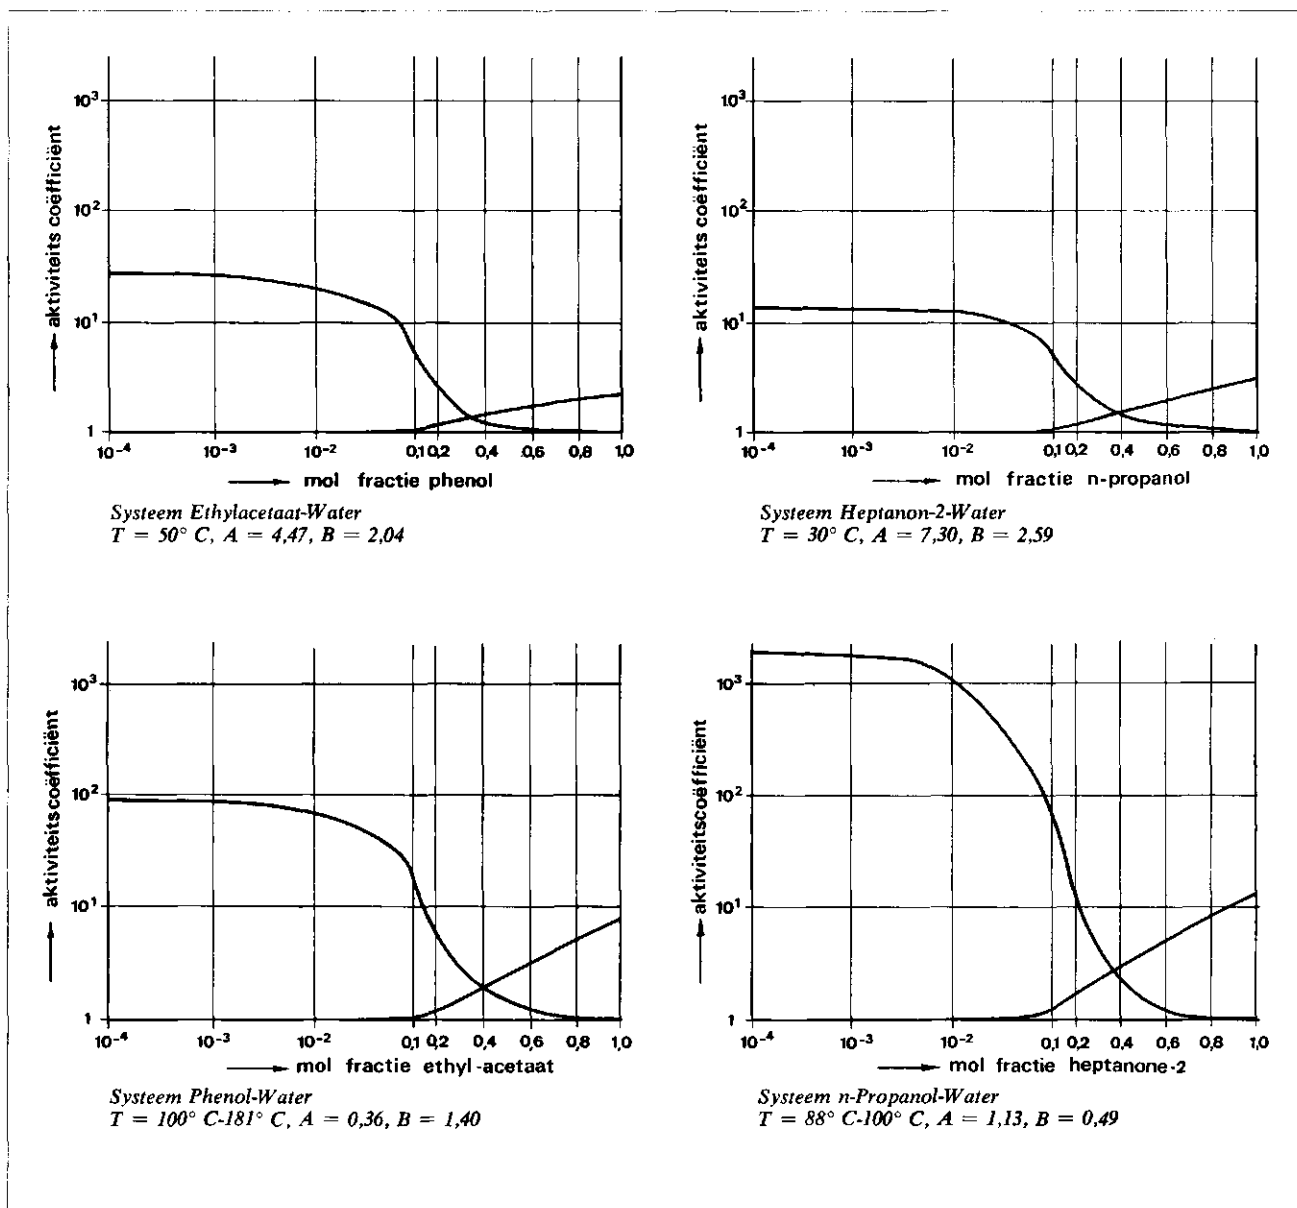 aktiviteits coëfficiënt
10³
10²
10¹
1
10⁻⁴ 10⁻³ 10⁻² 0,1 0,2 0,4 0,6 0,8 1,0
mol fractie phenol
Systeem Ethylacetaat-Water
T = 50° C, A = 4,47, B = 2,04
aktiviteits coëfficiënt
10³
10²
10¹
1
10⁻⁴ 10⁻³ 10⁻² 0,1 0,2 0,4 0,6 0,8 1,0
mol fractie n-propanol
Systeem Heptanon-2-Water
T = 30° C, A = 7,30, B = 2,59
aktiviteitscoëfficiënt
10³
10²
10¹
1
10⁻⁴ 10⁻³ 10⁻² 0,1 0,2 0,4 0,6 0,8 1,0
mol fractie ethyl-acetaat
Systeem Phenol-Water
T = 100° C-181° C, A = 0,36, B = 1,40
aktiviteitscoëfficiënt
10³
10²
10¹
1
10⁻⁴ 10⁻³ 10⁻² 0,1 0,2 0,4 0,6 0,8 1,0
mol fractie heptanone-2
Systeem n-Propanol-Water
T = 88° C-100° C, A = 1,13, B = 0,49